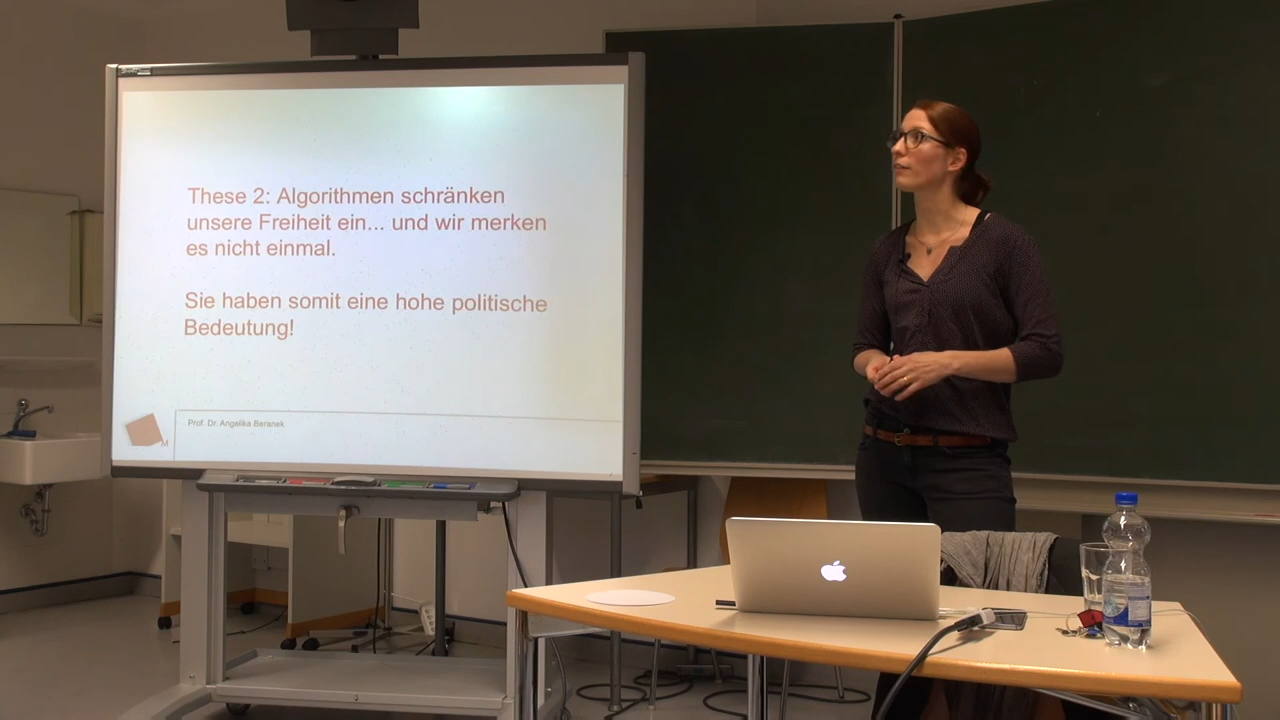 These 2: Algorithmen schränken
unsere Freiheit ein... und wir merken
es nicht einmal.
Sie haben somit eine hohe politische
Bedeutung!
M
Prof. Dr. Angelika Beranek